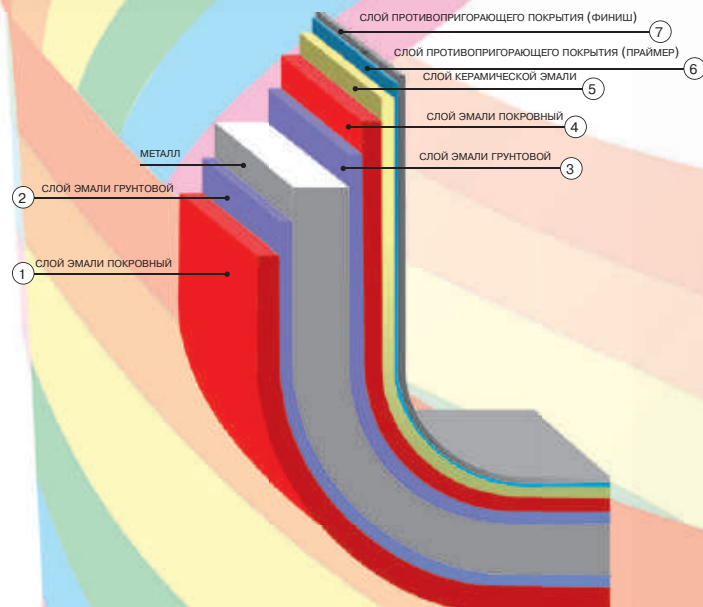 СЛОЙ ПРОТИВОПРИГОРАЮЩЕГО ПОКРЫТИЯ (ФИНИШ)
7
СЛОЙ ПРОТИВОПРИГОРАЮЩЕГО ПОКРЫТИЯ (ПРАЙМЕР)
6
СЛОЙ КЕРАМИЧЕСКОЙ ЭМАЛИ
5
СЛОЙ ЭМАЛИ ПОКРОВНЫЙ
4
СЛОЙ ЭМАЛИ ГРУНТОВОЙ
3
МЕТАЛЛ
2 СЛОЙ ЭМАЛИ ГРУНТОВОЙ
1 СЛОЙ ЭМАЛИ ПОКРОВНЫЙ